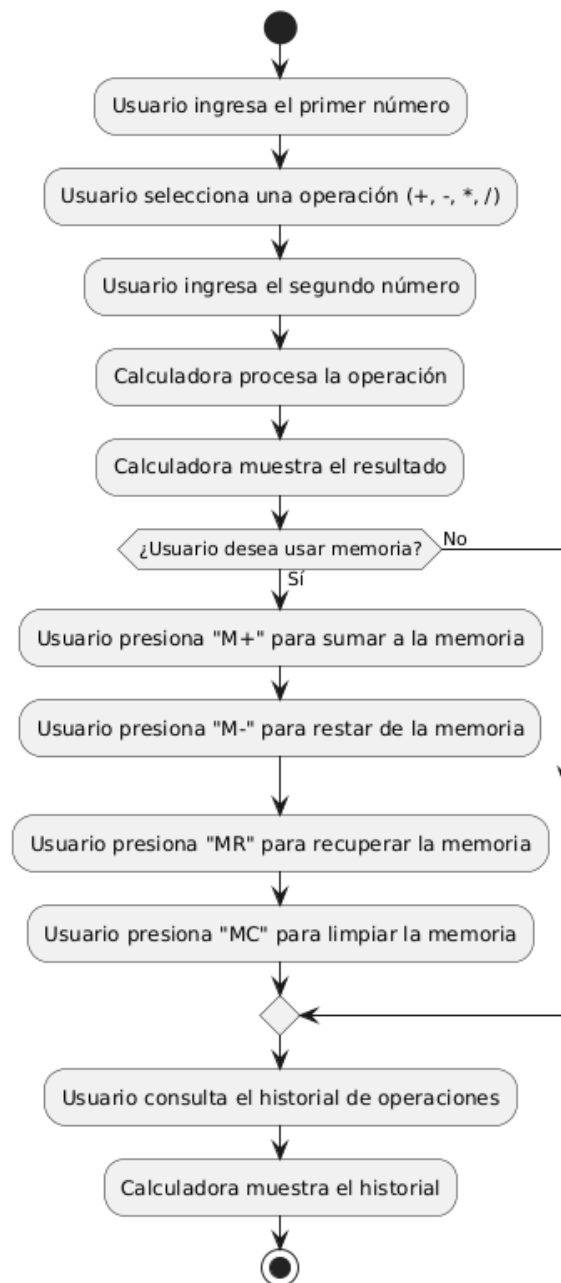 Usuario ingresa el primer número
Usuario selecciona una operación (+, -, *, /)
Usuario ingresa el segundo número
Calculadora procesa la operación
Calculadora muestra el resultado
¿Usuario desea usar memoria?
No
Sí
Usuario presiona "M+" para sumar a la memoria
Usuario presiona "M-" para restar de la memoria
Usuario presiona "MR" para recuperar la memoria
Usuario presiona "MC" para limpiar la memoria
Usuario consulta el historial de operaciones
Calculadora muestra el historial